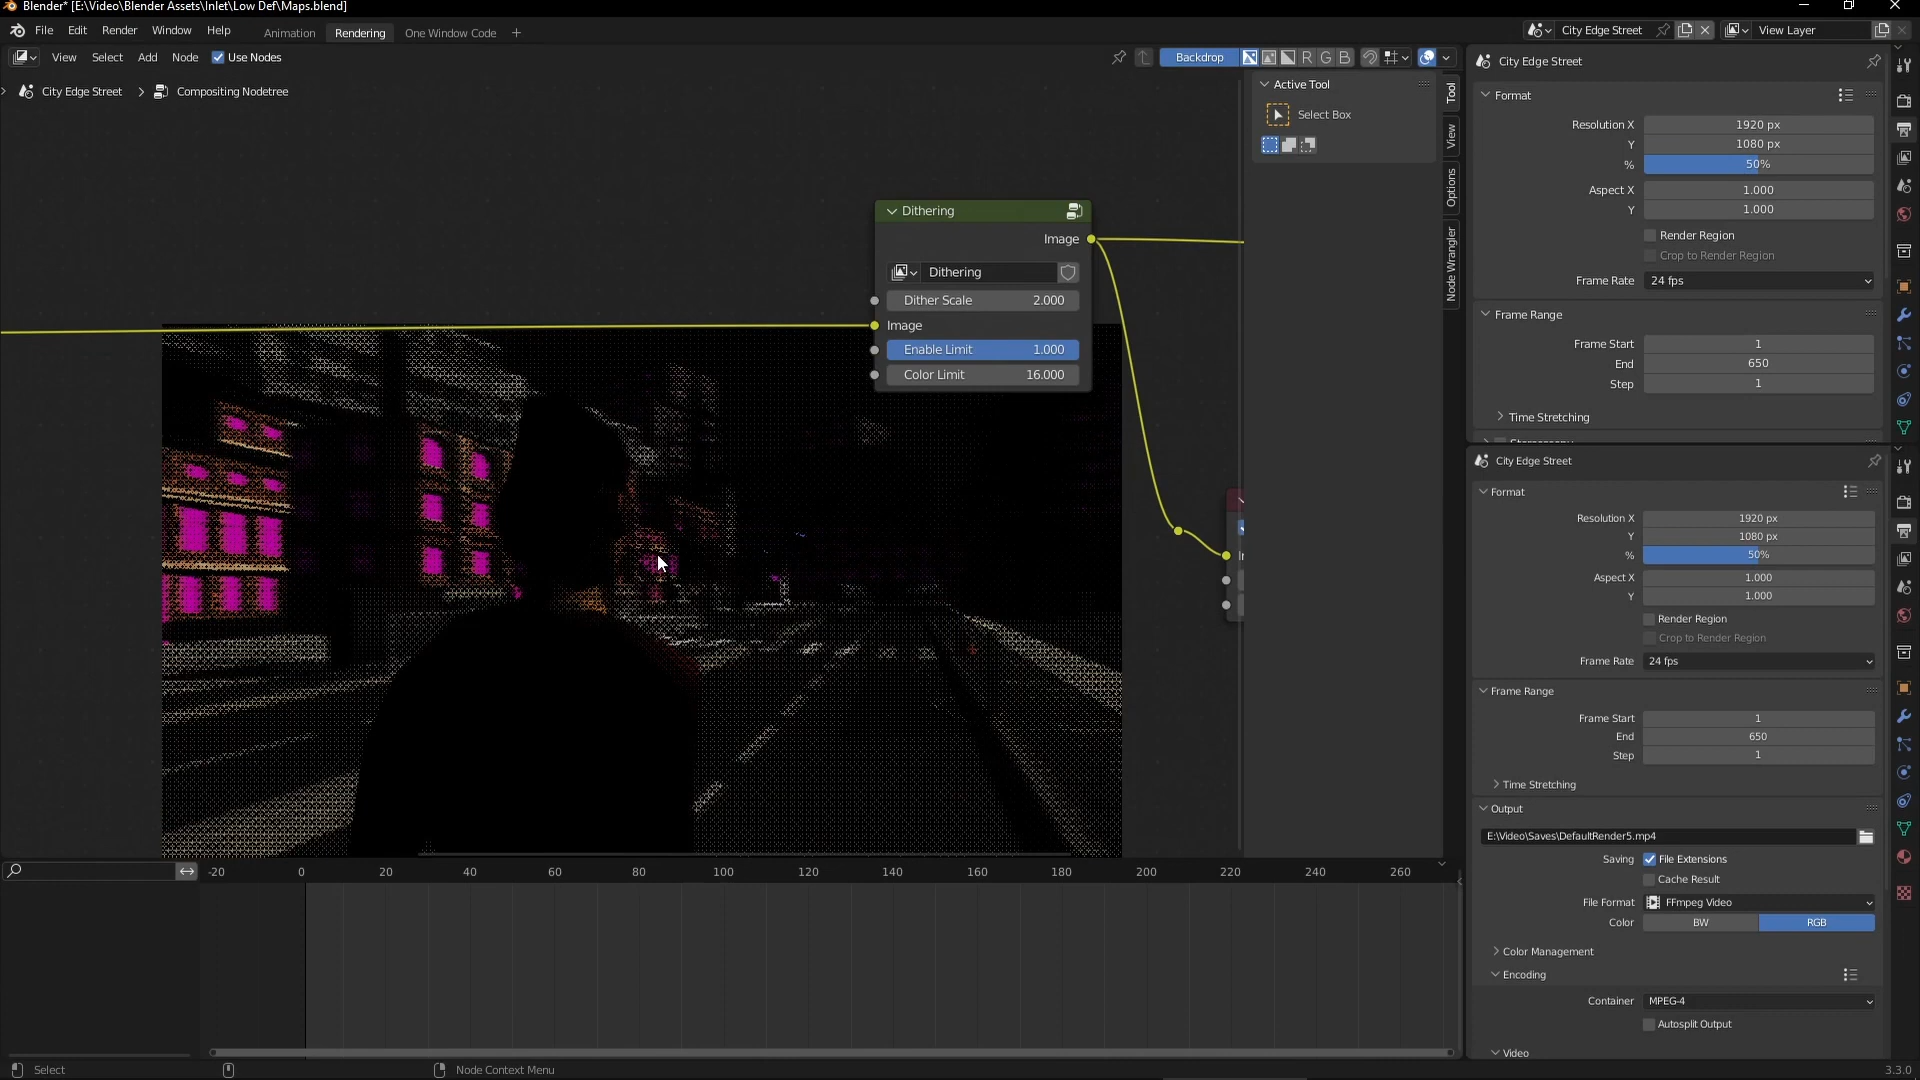 Blender* [E:\Video\Blender Assets\Inlet\Low Def\Maps.blend]
File Edit Render Window Help Animation Rendering One Window Code + City Edge Street View Layer
View Select Add Node Use Nodes Backdrop R G B
City Edge Street > Compositing Nodetree
Active Tool
Select Box
Tool
View
Options
Node Wrangler
Dithering
Image
Dithering
Dither Scale 2.000
Image
Enable Limit 1.000
Color Limit 16.000
City Edge Street
Format
Resolution X 1920 px
Y 1080 px
% 50%
Aspect X 1.000
Y 1.000
Render Region
Crop to Render Region
Frame Rate 24 fps
Frame Range
Frame Start 1
End 650
Step 1
Time Stretching
City Edge Street
Format
Resolution X 1920 px
Y 1080 px
% 50%
Aspect X 1.000
Y 1.000
Render Region
Crop to Render Region
Frame Rate 24 fps
Frame Range
Frame Start 1
End 650
Step 1
Time Stretching
Output
E:\Video\Saves\DefaultRender5.mp4
Saving File Extensions
Cache Result
File Format FFmpeg Video
Color BW RGB
Color Management
Encoding
Container MPEG-4
Autosplit Output
Video
-20 0 20 40 60 80 100 120 140 160 180 200 220 240 260
Select Node Context Menu 3.3.0